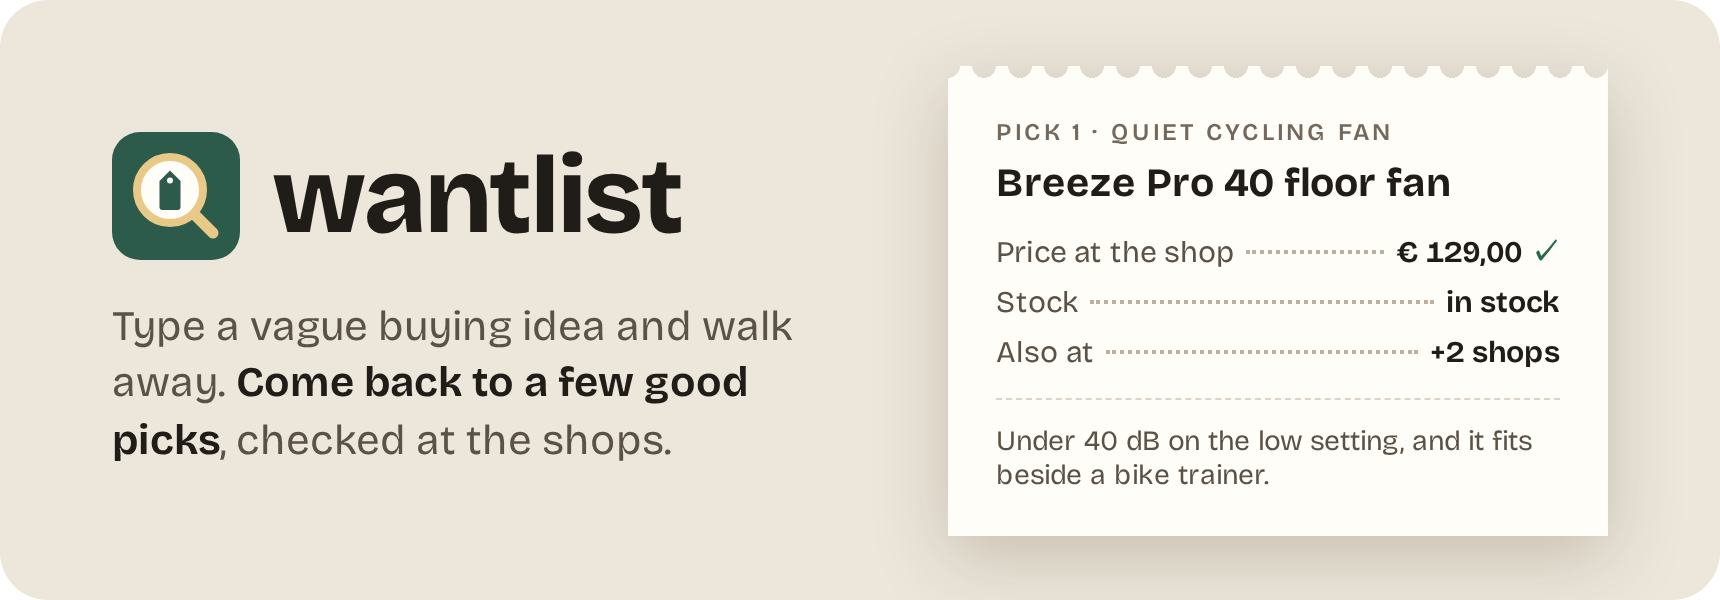 wantlist
Type a vague buying idea and walk
away. Come back to a few good
picks, checked at the shops.
PICK 1 · QUIET CYCLING FAN
Breeze Pro 40 floor fan
Price at the shop € 129,00 ✓
Stock in stock
Also at +2 shops
Under 40 dB on the low setting, and it fits
beside a bike trainer.